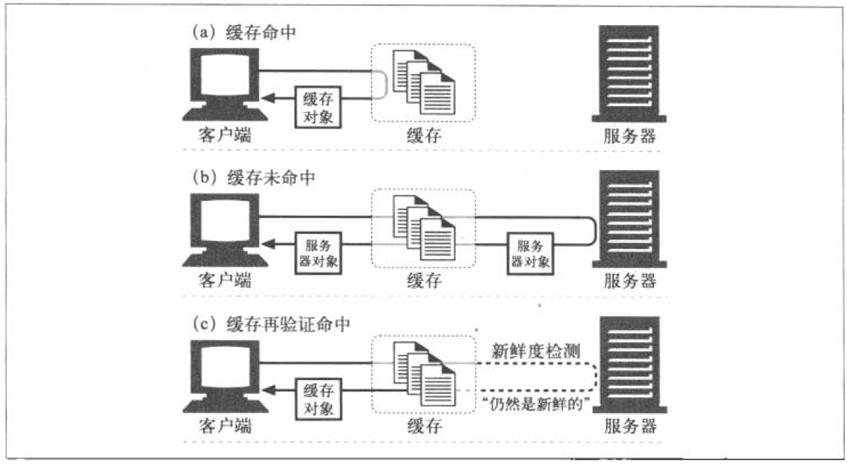 (a) 缓存命中
缓存
对象
客户端
缓存
服务器
(b) 缓存未命中
服务
器对象
服务
器对象
客户端
缓存
服务器
(c) 缓存再验证命中
新鲜度检测
缓存
对象
“仍然是新鲜的”
客户端
缓存
服务器